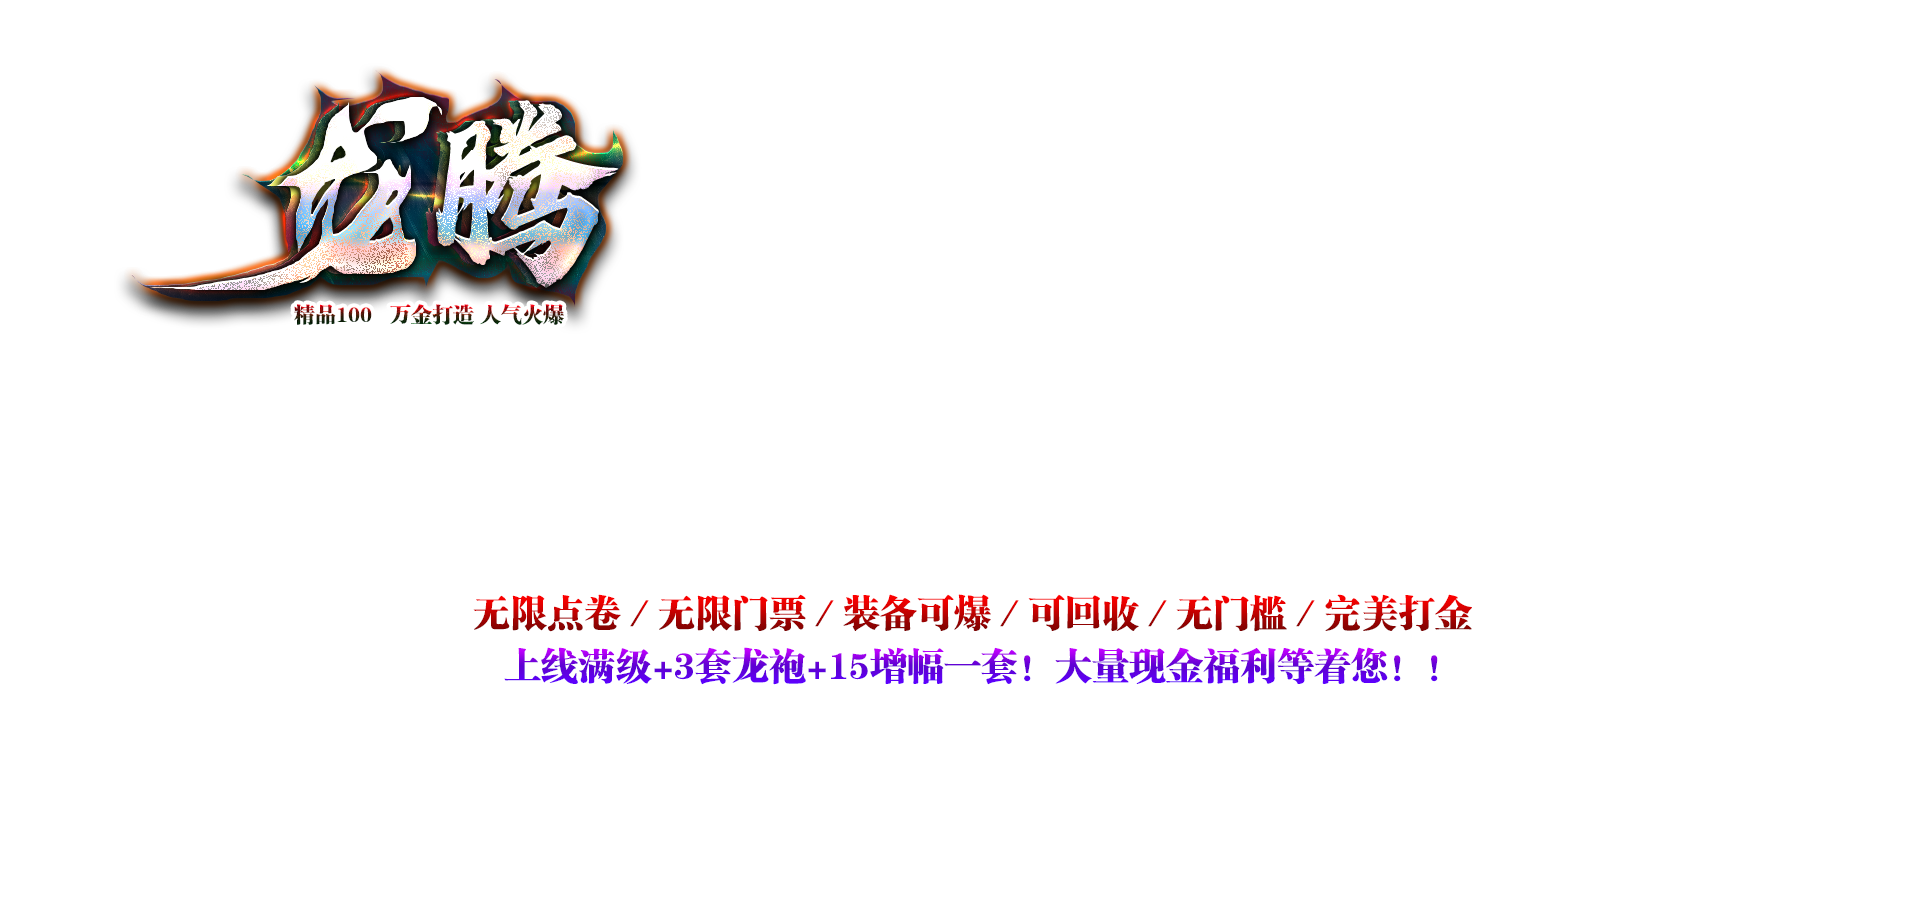 龙腾
精品100 万金打造 人气火爆
无限点卷 / 无限门票 / 装备可爆 / 可回收 / 无门槛 / 完美打金
上线满级+3套龙袍+15增幅一套！大量现金福利等着您！！